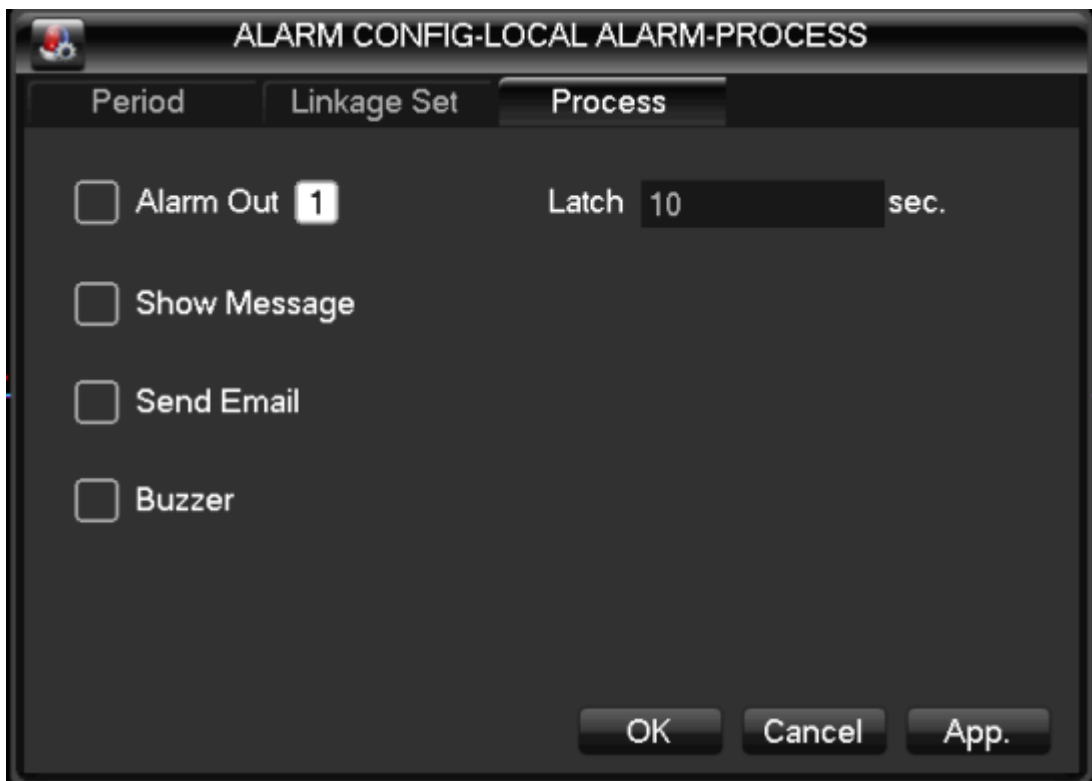 ALARM CONFIG-LOCAL ALARM-PROCESS
Period Linkage Set Process
Alarm Out 1 Latch 10 sec.
Show Message
Send Email
Buzzer
OK Cancel App.